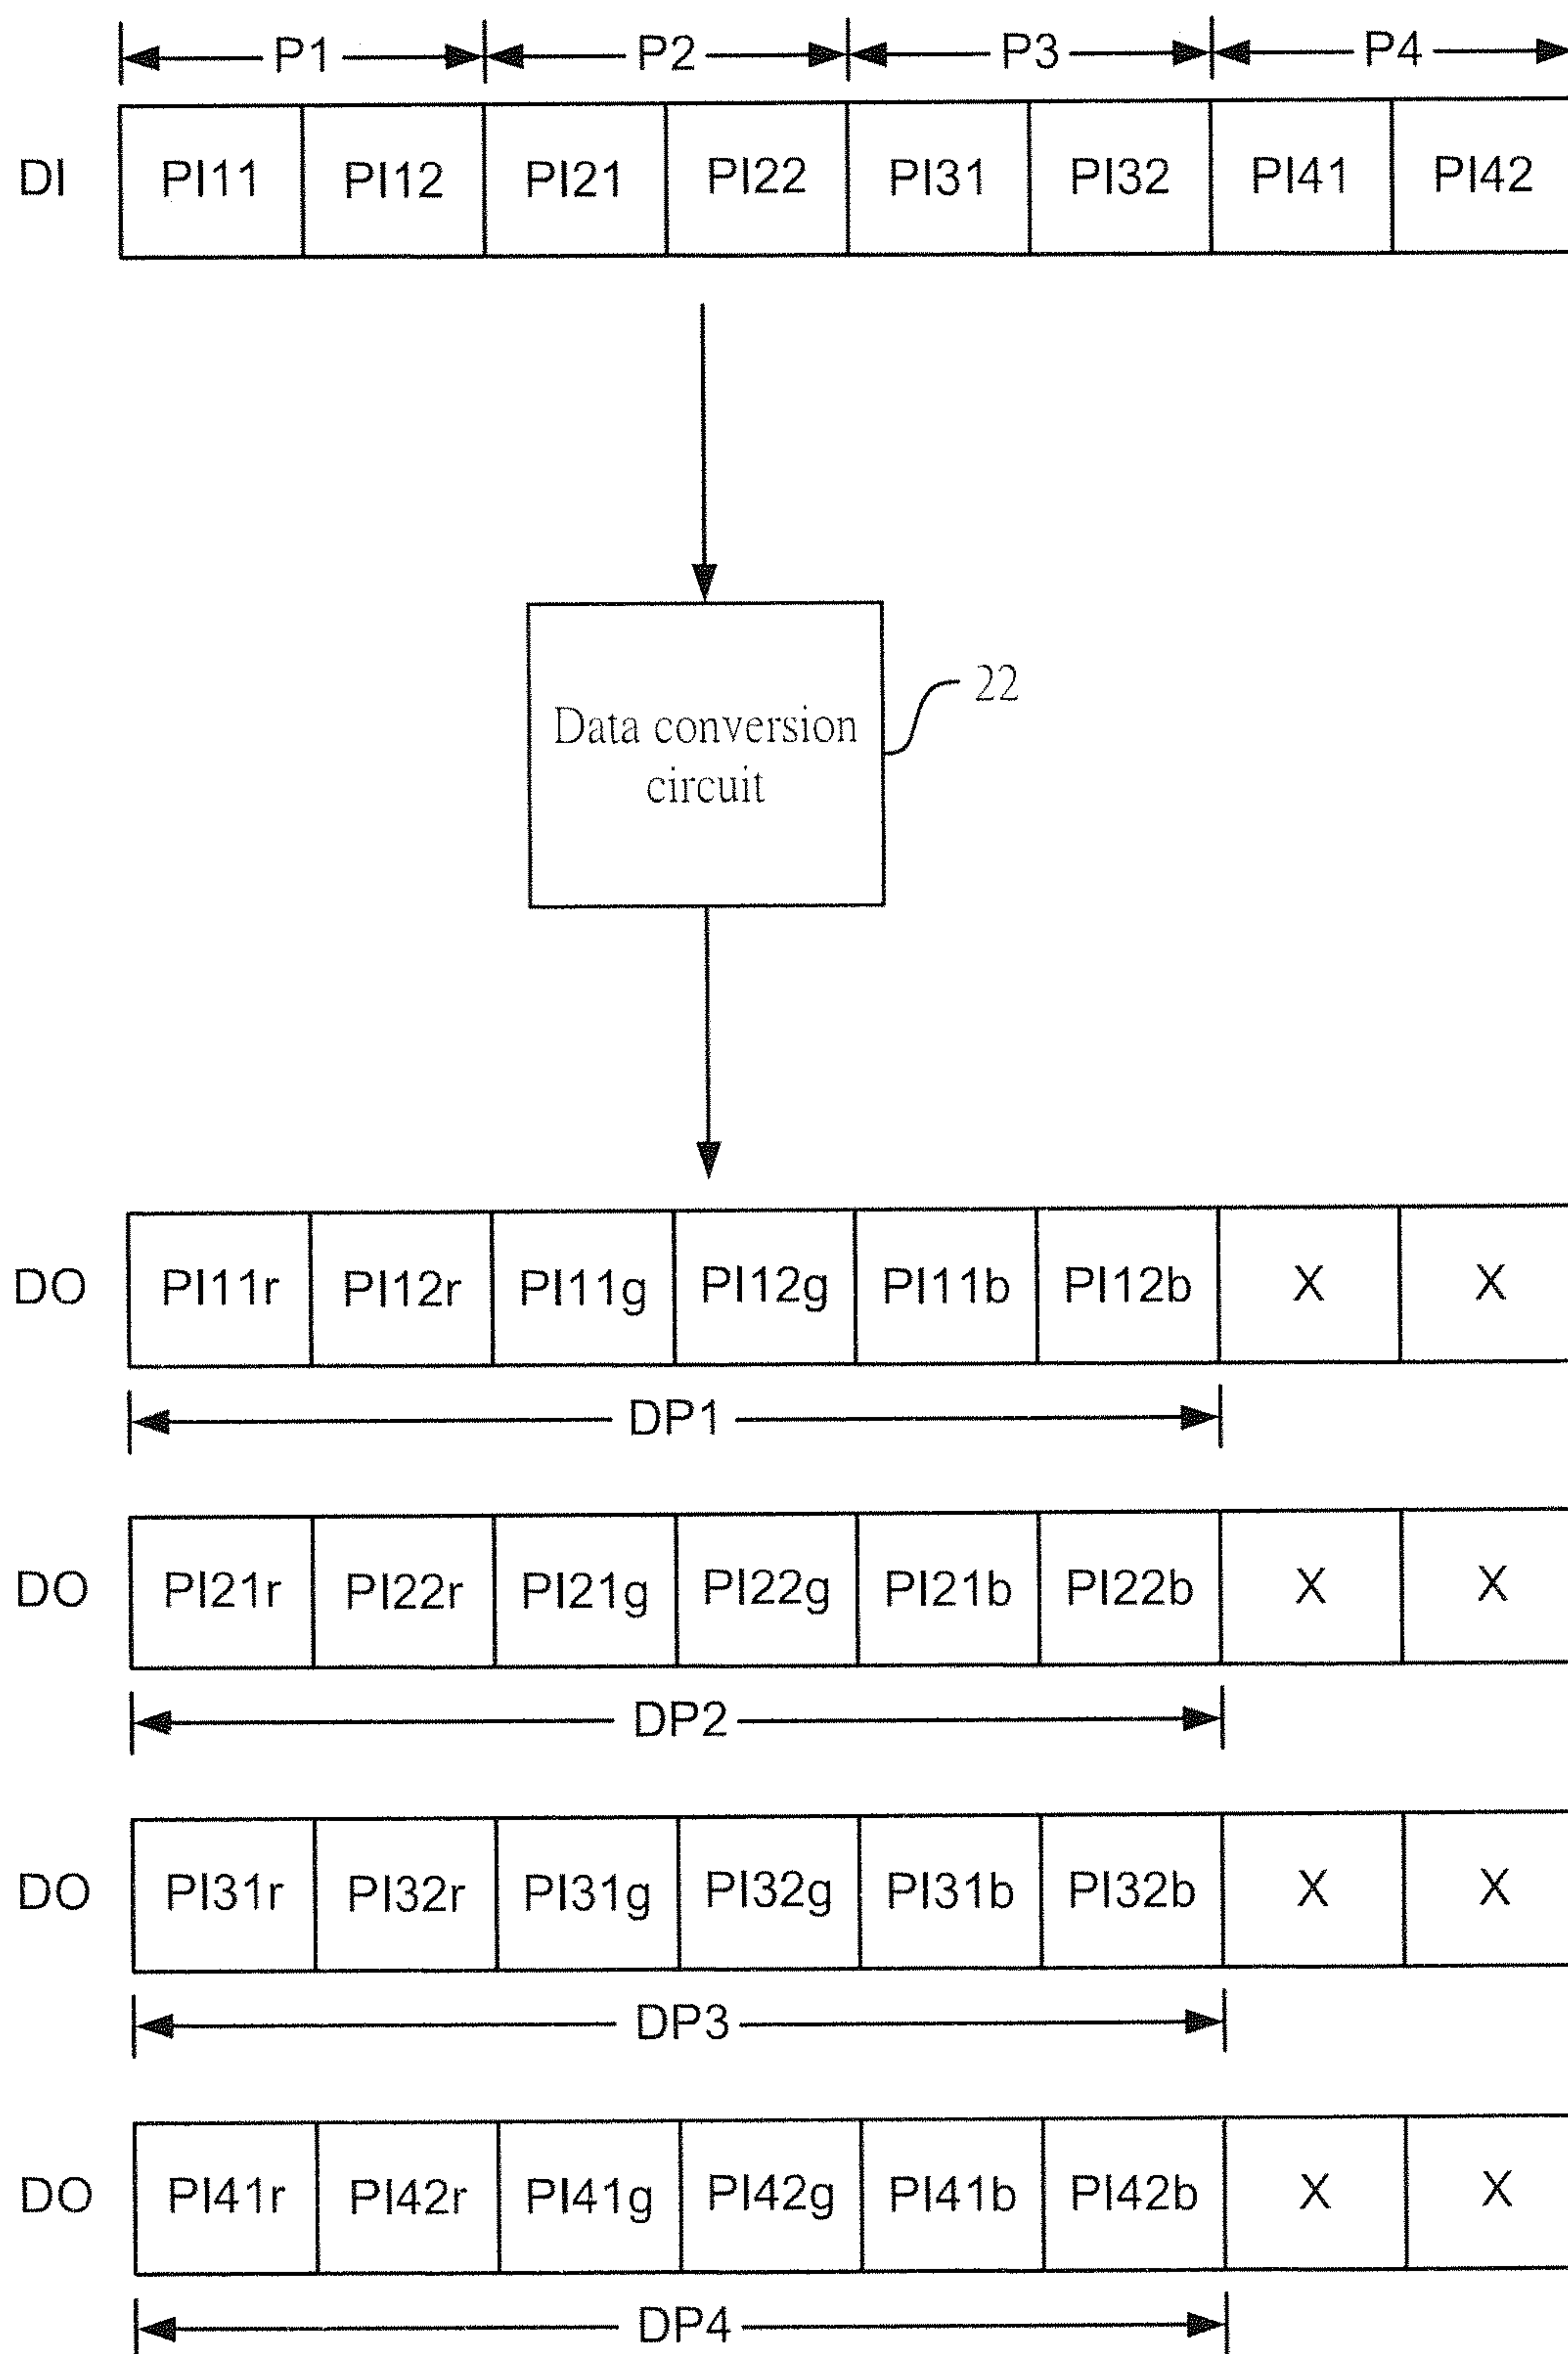 P1 P2 P3 P4
DI PI11 PI12 PI21 PI22 PI31 PI32 PI41 PI42
Data conversion
circuit
22
DO PI11r PI12r PI11g PI12g PI11b PI12b X X
DP1
DO PI21r PI22r PI21g PI22g PI21b PI22b X X
DP2
DO PI31r PI32r PI31g PI32g PI31b PI32b X X
DP3
DO PI41r PI42r PI41g PI42g PI41b PI42b X X
DP4